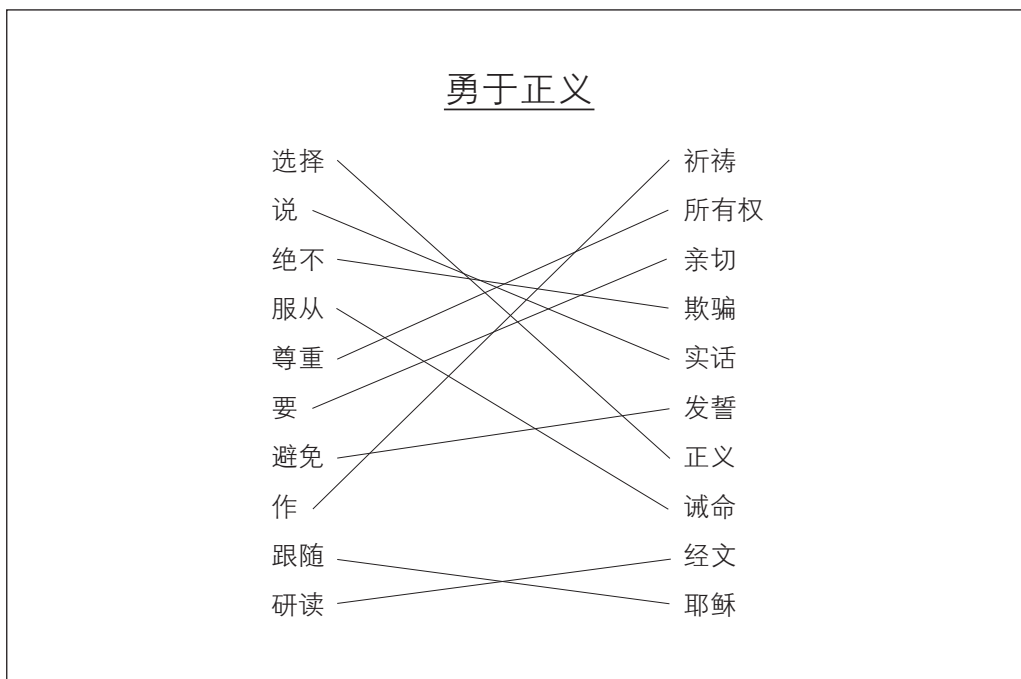 勇于正义
选择 祈祷
说 所有权
绝不 亲切
服从 欺骗
尊重 实话
要 发誓
避免 正义
作 诫命
跟随 经文
研读 耶稣